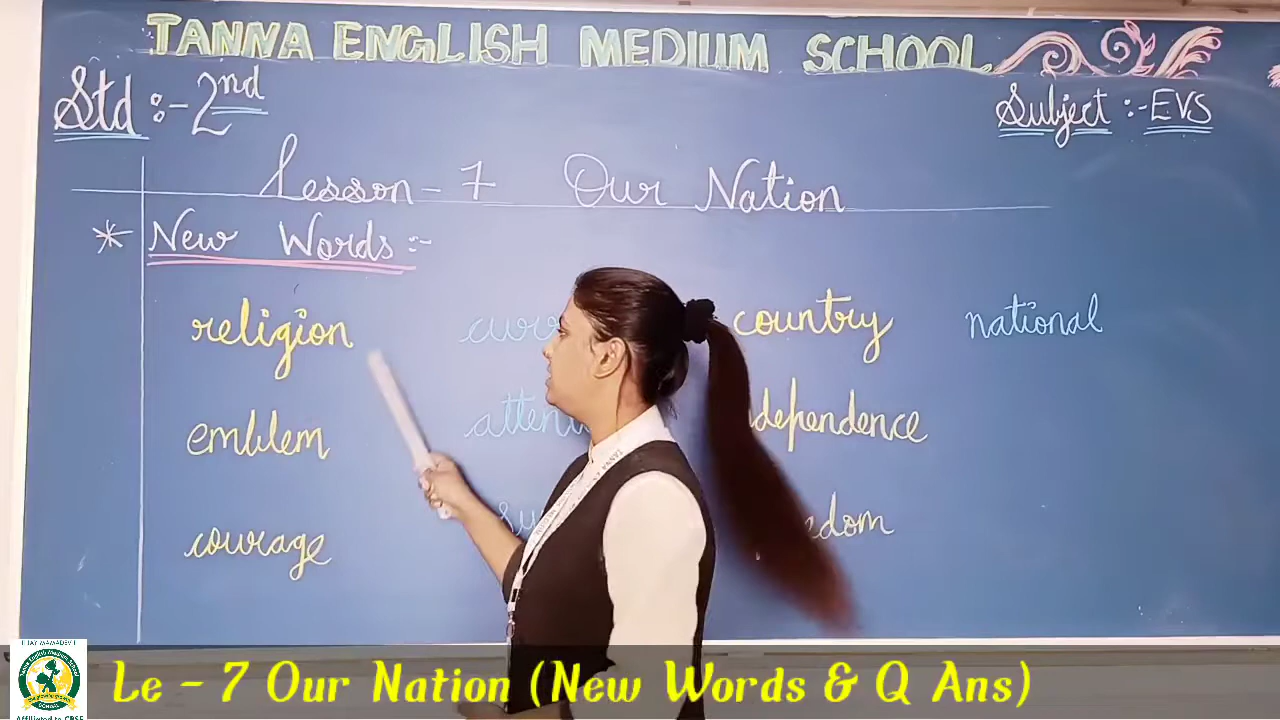 TANNA ENGLISH MEDIUM SCHOOL
Std :- 2nd
Subject :- EVS
Lesson - 7 Our Nation
* New Words :-
religion country national
emblem
courage
Le - 7 Our Nation (New Words & Q Ans)